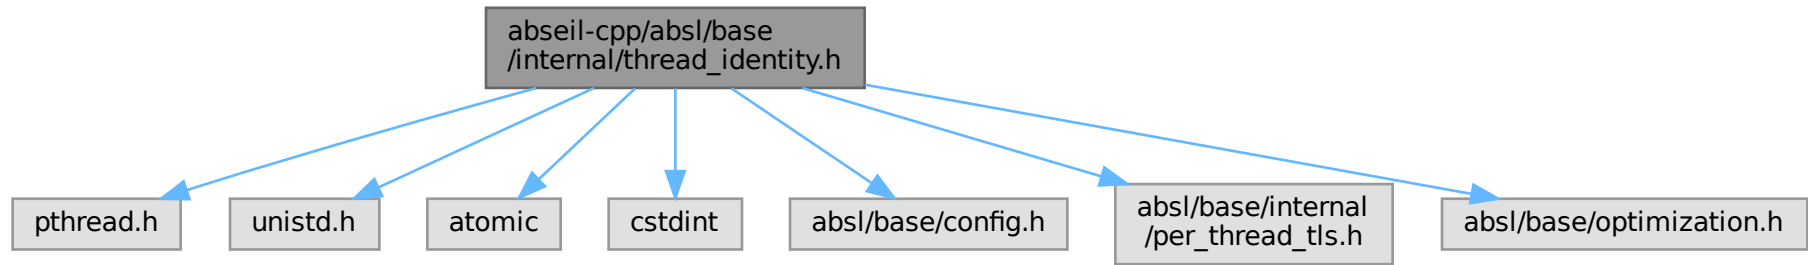 abseil-cpp/absl/base
/internal/thread_identity.h
pthread.h
unistd.h
atomic
cstdint
absl/base/config.h
absl/base/internal
/per_thread_tls.h
absl/base/optimization.h